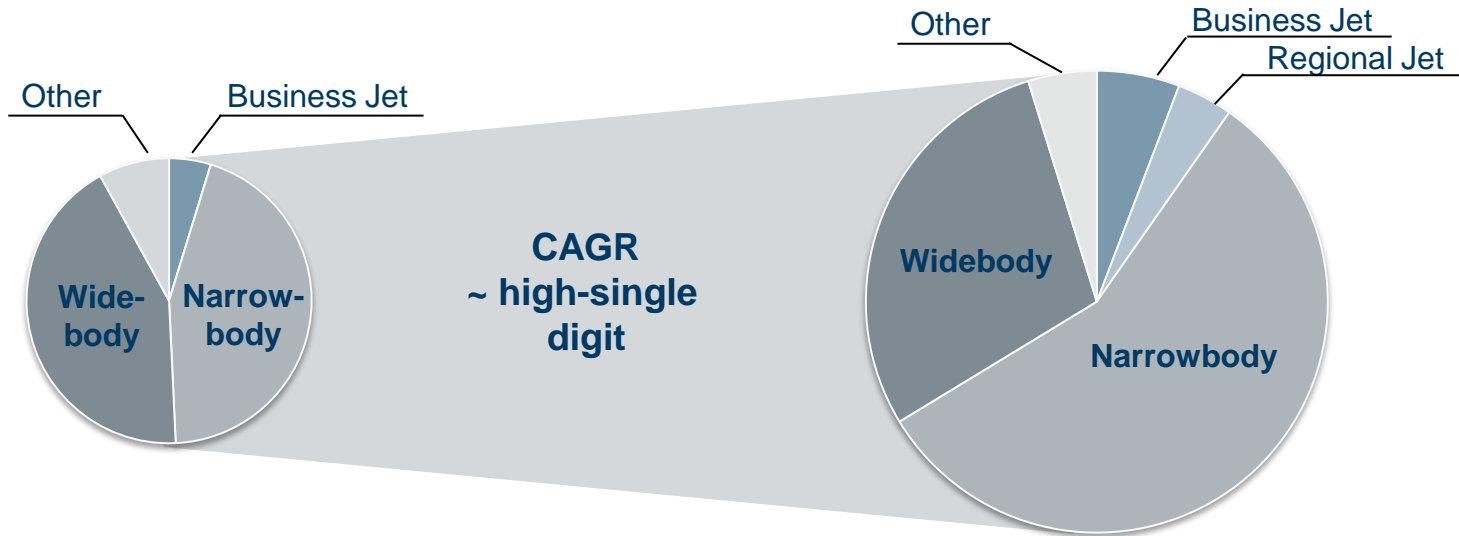 Other
Business Jet
Wide-
body
Narrow-
body
CAGR
~ high-single
digit
Other
Business Jet
Regional Jet
Widebody
Narrowbody